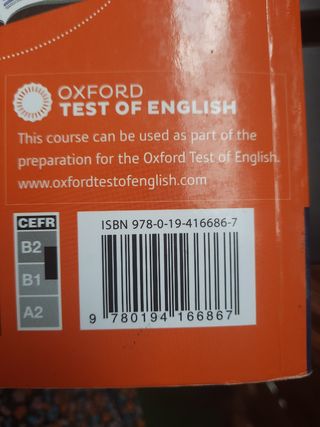 OXFORD
TEST OF ENGLISH
This course can be used as part of the
preparation for the Oxford Test of English.
www.oxfordtestofenglish.com
CEFR
B2
B1
A2
ISBN 978-0-19-416686-7
9 780194 166867